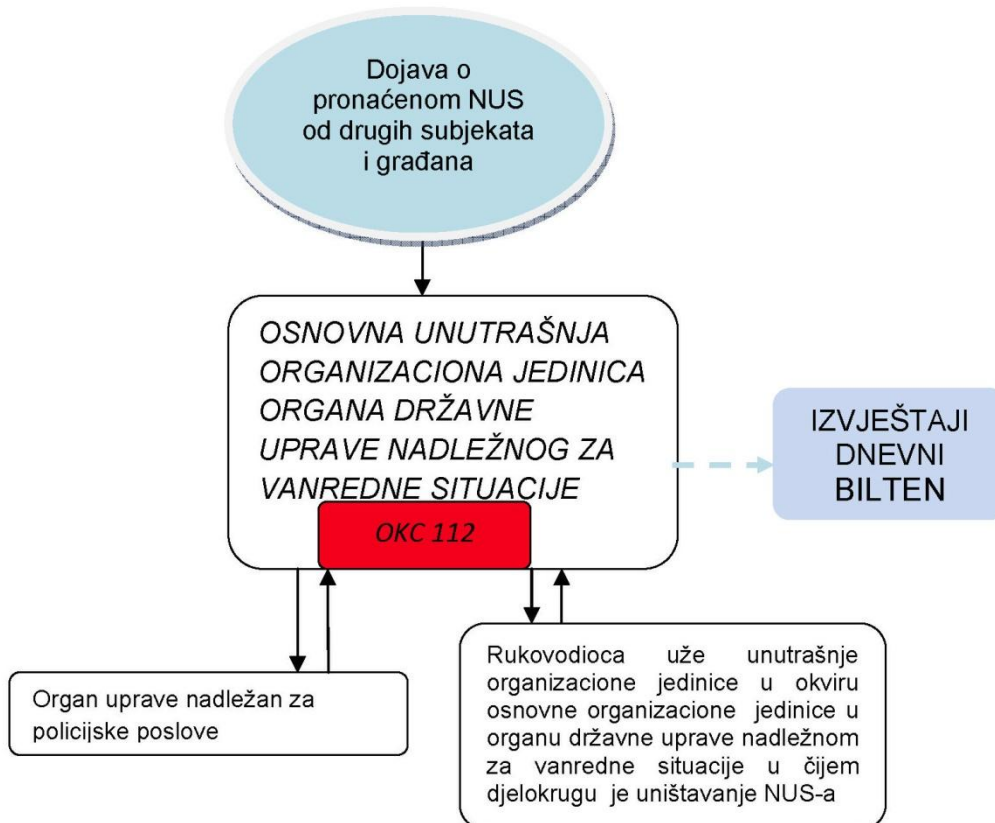 Dojava o
pronaćenom NUS
od drugih subjekata
i građana
OSNOVNA UNUTRAŠNJA
ORGANIZACIONA JEDINICA
ORGANA DRŽAVNE
UPRAVE NADLEŽNOG ZA
VANREDNE SITUACIJE
OKC 112
IZVJEŠTAJI
DNEVNI
BILTEN
Organ uprave nadležan za
policijske poslove
Rukovodioca uže unutrašnje
organizacione jedinice u okviru
osnovne organizacione jedinice u
organu državne uprave nadležnom
za vanredne situacije u čijem
djelokrugu je uništavanje NUS-a